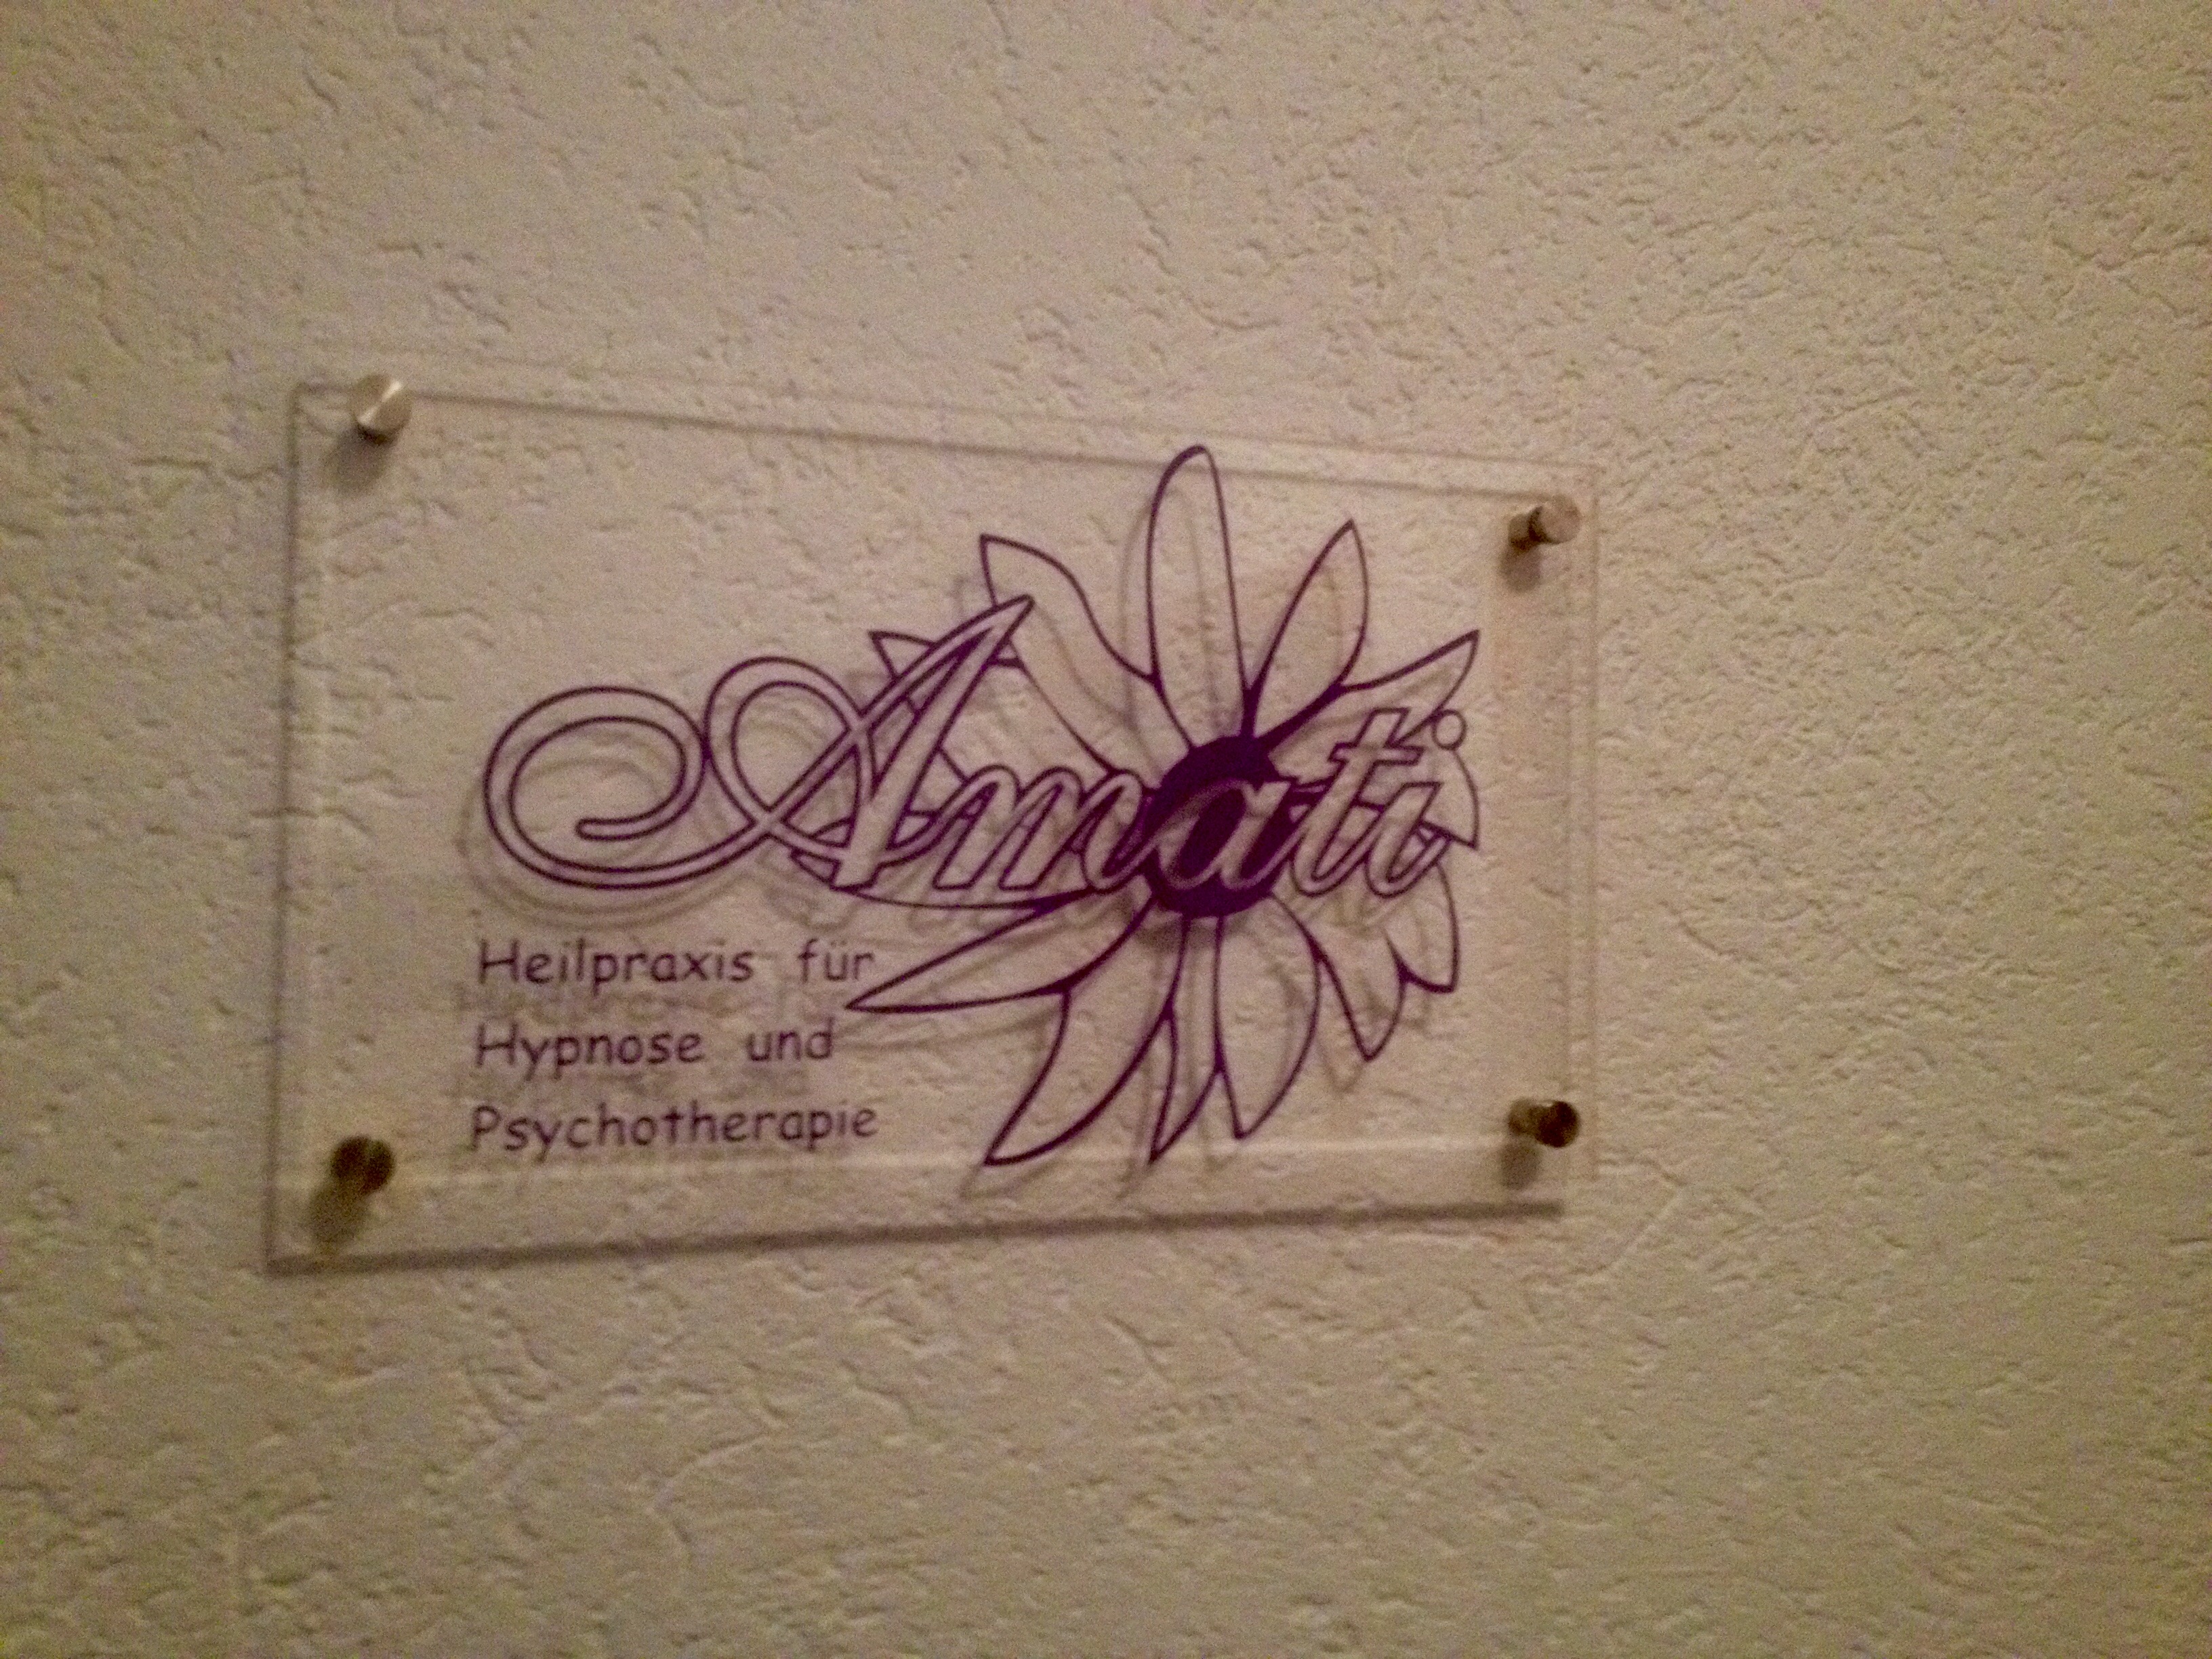 Amati
Heilpraxis für
Hypnose und
Psychotherapie